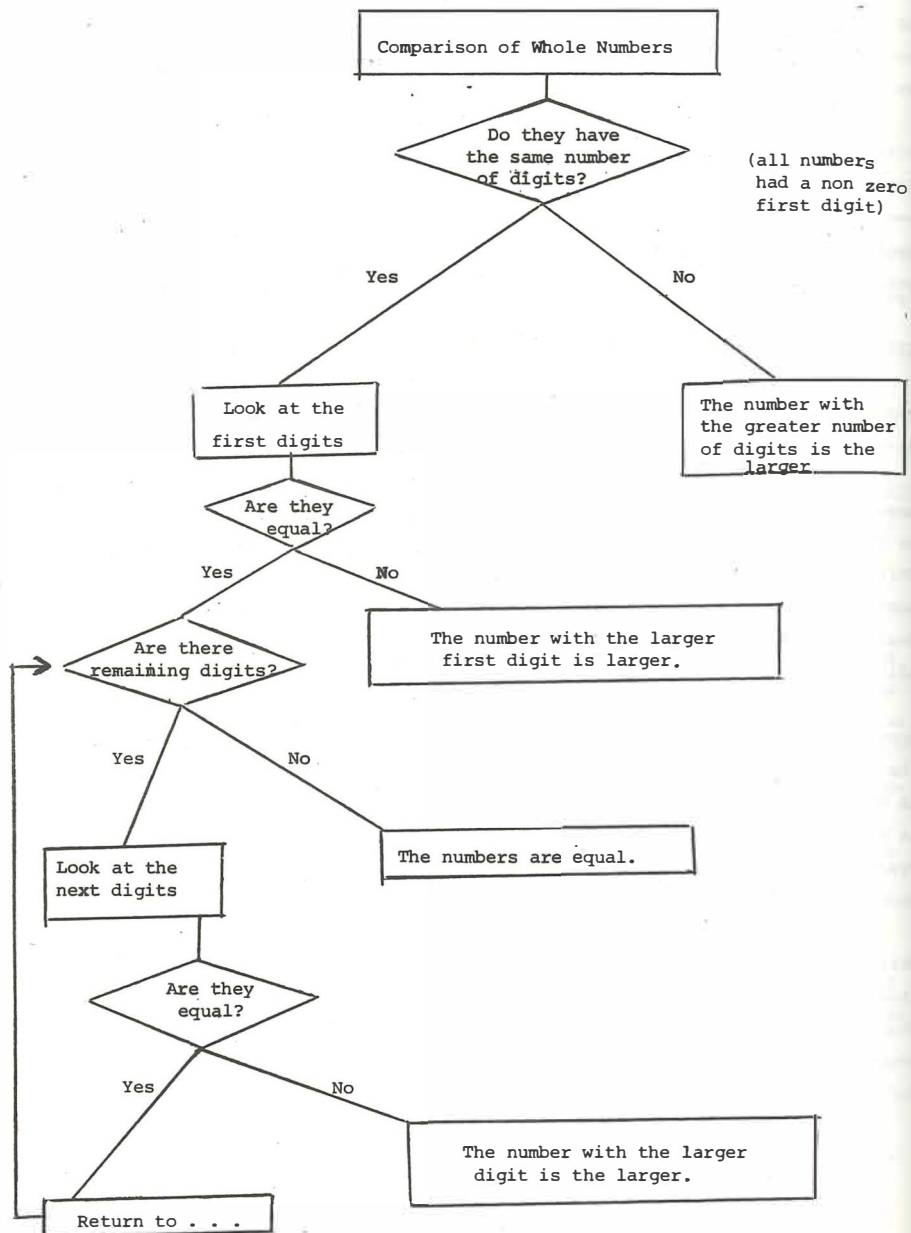 Comparison of Whole Numbers
Do they have
the same number
of digits?
(all numbers
had a non zero
first digit)
Yes
No
Look at the
first digits
The number with
the greater number
of digits is the
larger
Are they
equal?
Yes
No
The number with the larger
first digit is larger.
Are there
remaining digits?
Yes
No
The numbers are equal.
Look at the
next digits
Are they
equal?
Yes
No
The number with the larger
digit is the larger.
Return to . . .